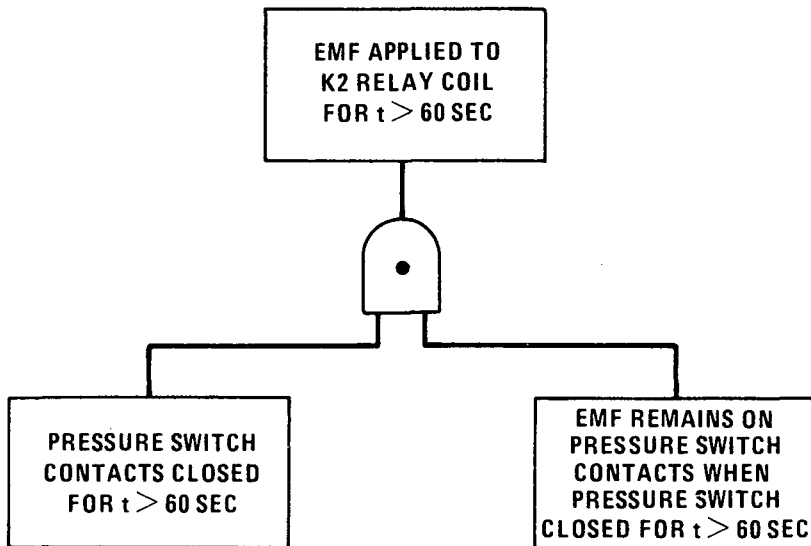 EMF APPLIED TO
K2 RELAY COIL
FOR t > 60 SEC
PRESSURE SWITCH
CONTACTS CLOSED
FOR t > 60 SEC
EMF REMAINS ON
PRESSURE SWITCH
CONTACTS WHEN
PRESSURE SWITCH
CLOSED FOR t > 60 SEC